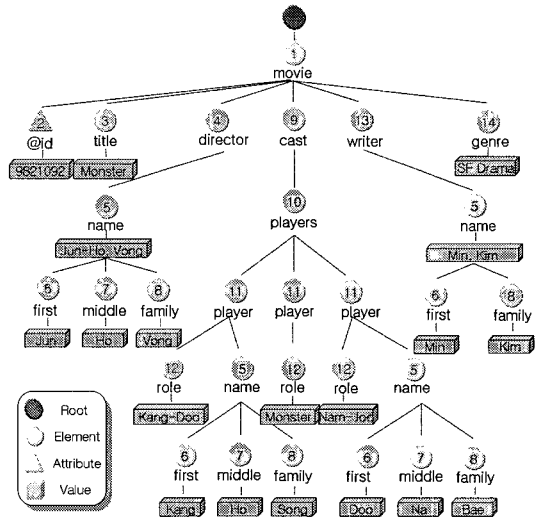 1
movie
2 3 4 9 13 14
@id title director cast writer genre
9621092 Monster SF Drama
5 10 5
name players name
Jun-Ho, Vong Min, Kim
6 7 8 11 11 11 6 18
first middle family player player player first family
Jun Ho Vong Min Kim
12 5 12 12 5
role name role role name
Kang-Doo Monster Nam-Joo
Root
Element
Attribute
Value
6 7 8 6 7 8
first middle family first middle family
Kang Ho Song Doo Na Bae